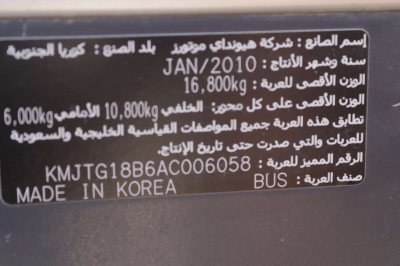 إسم الصانع : شركة هيونداي موتورز بلد الصنع : كوريا الجنوبية
سنة وشهر الأنتاج : JAN/2010
الوزن الأقصى للعربة : 16,800kg
الوزن الأقصى على كل محور: الخلفي 10,800kg الأمامي 6,000kg
تطابق هذه العربة جميع المواصفات القياسية الخليجية والسعودية
للعربات والتي صدرت حتى تاريخ الإنتاج.
الرقم المميز للعربة : KMJTG18B6AC006058
صنف العربة : BUS MADE IN KOREA